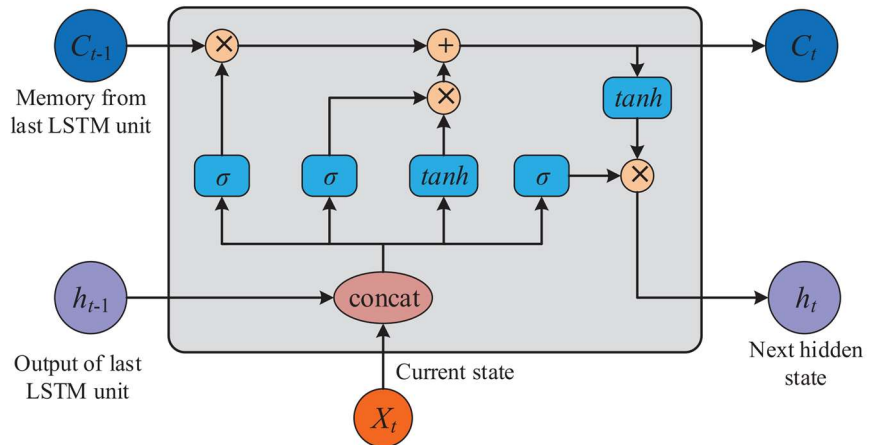 C_{t-1}
×
+
C_t
Memory from
last LSTM unit
×
tanh
σ
σ
tanh
σ
×
h_{t-1}
concat
h_t
Output of last
LSTM unit
Current state
Next hidden
state
X_t